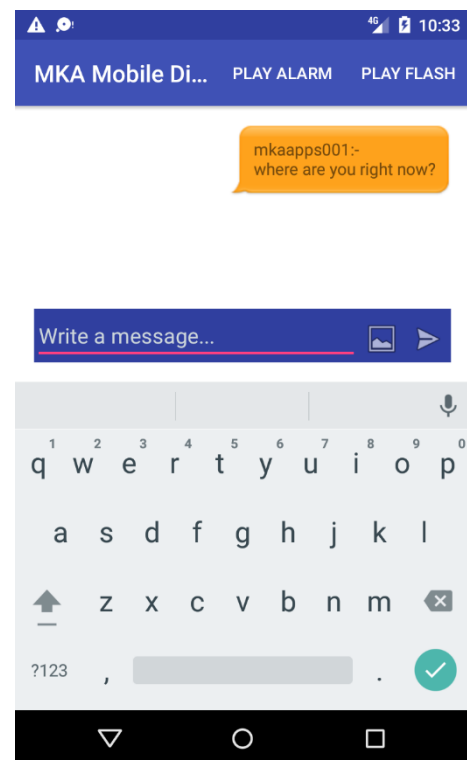 4G 10:33
MKA Mobile Di... PLAY ALARM PLAY FLASH
mkaapps001:-
where are you right now?
Write a message...
1 2 3 4 5 6 7 8 9 0
q w e r t y u i o p
a s d f g h j k l
z x c v b n m
?123 , .